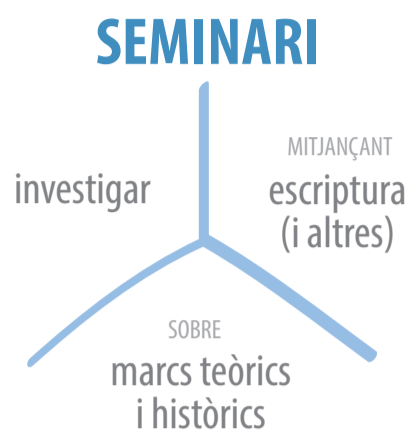 SEMINARI
investigar
MITJANÇANT
escriptura
(i altres)
SOBRE
marcs teòrics
i històrics